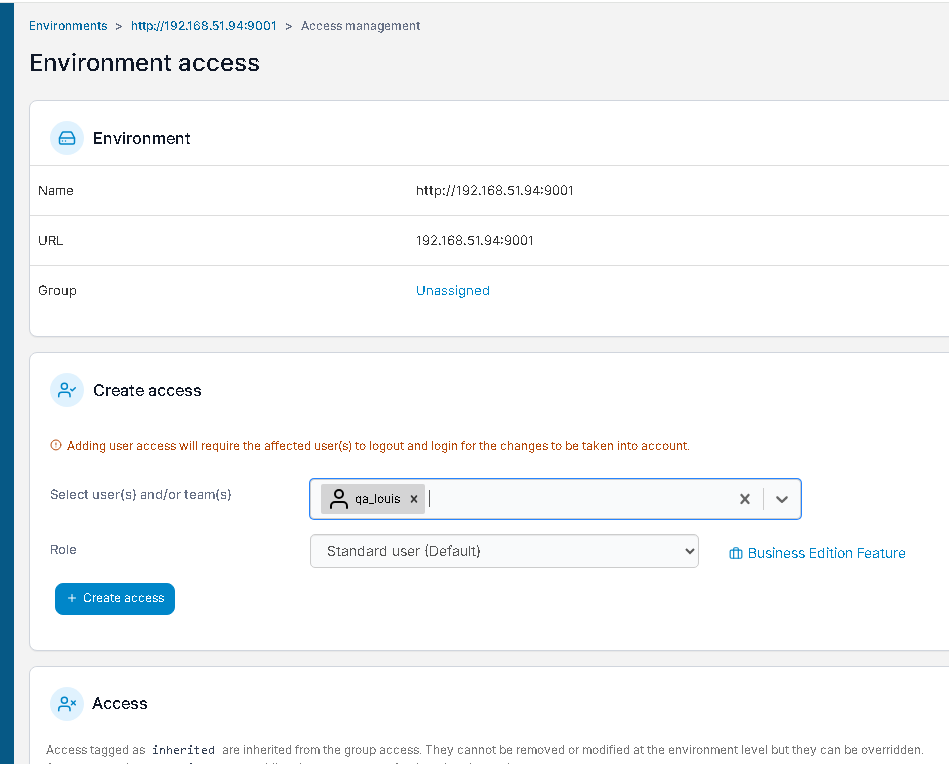 Environments > http://192.168.51.94:9001 > Access management
Environment access
Environment
Name http://192.168.51.94:9001
URL 192.168.51.94:9001
Group Unassigned
Create access
Adding user access will require the affected user(s) to logout and login for the changes to be taken into account.
Select user(s) and/or team(s) qa_louis
Role Standard user (Default) Business Edition Feature
+ Create access
Access
Access tagged as inherited are inherited from the group access. They cannot be removed or modified at the environment level but they can be overridden.